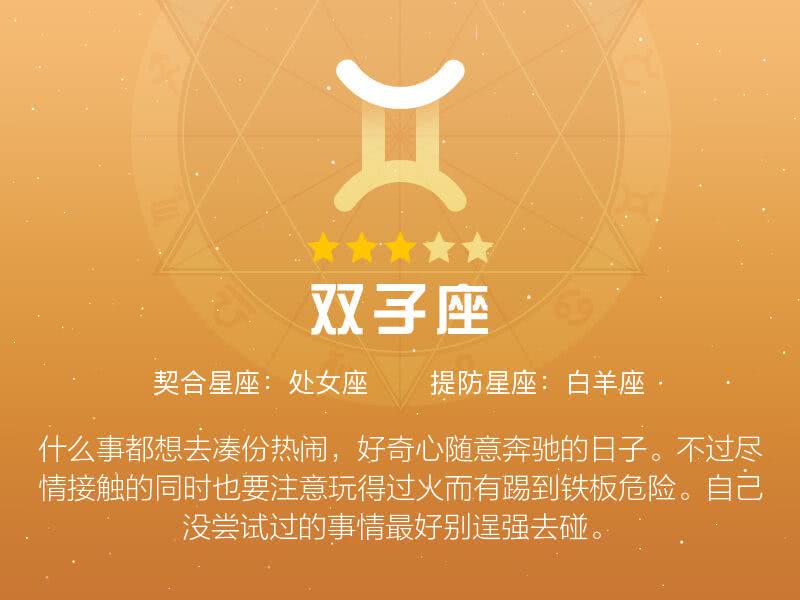 双子座
契合星座：处女座 提防星座：白羊座
什么事都想去凑份热闹，好奇心随意奔驰的日子。不过尽
情接触的同时也要注意玩得过火而有踢到铁板危险。自己
没尝试过的事情最好别逞强去碰。